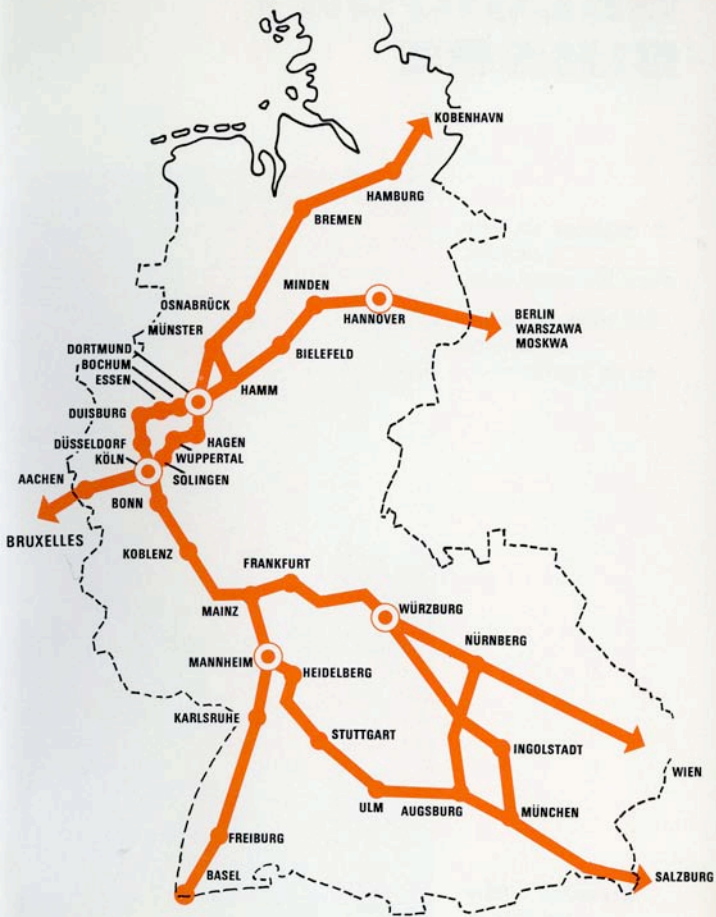 KOBENHAVN
HAMBURG
BREMEN
OSNABRÜCK
MINDEN
HANNOVER
BERLIN
WARSZAWA
MOSKWA
MÜNSTER
DORTMUND
BOCHUM
ESSEN
BIELEFELD
HAMM
DUISBURG
DÜSSELDORF
HAGEN
KÖLN
WUPPERTAL
SOLINGEN
AACHEN
BONN
BRUXELLES
KOBLENZ
FRANKFURT
MAINZ
WÜRZBURG
NÜRNBERG
MANNHEIM
HEIDELBERG
KARLSRUHE
STUTTGART
INGOLSTADT
WIEN
ULM
AUGSBURG
MÜNCHEN
FREIBURG
BASEL
SALZBURG